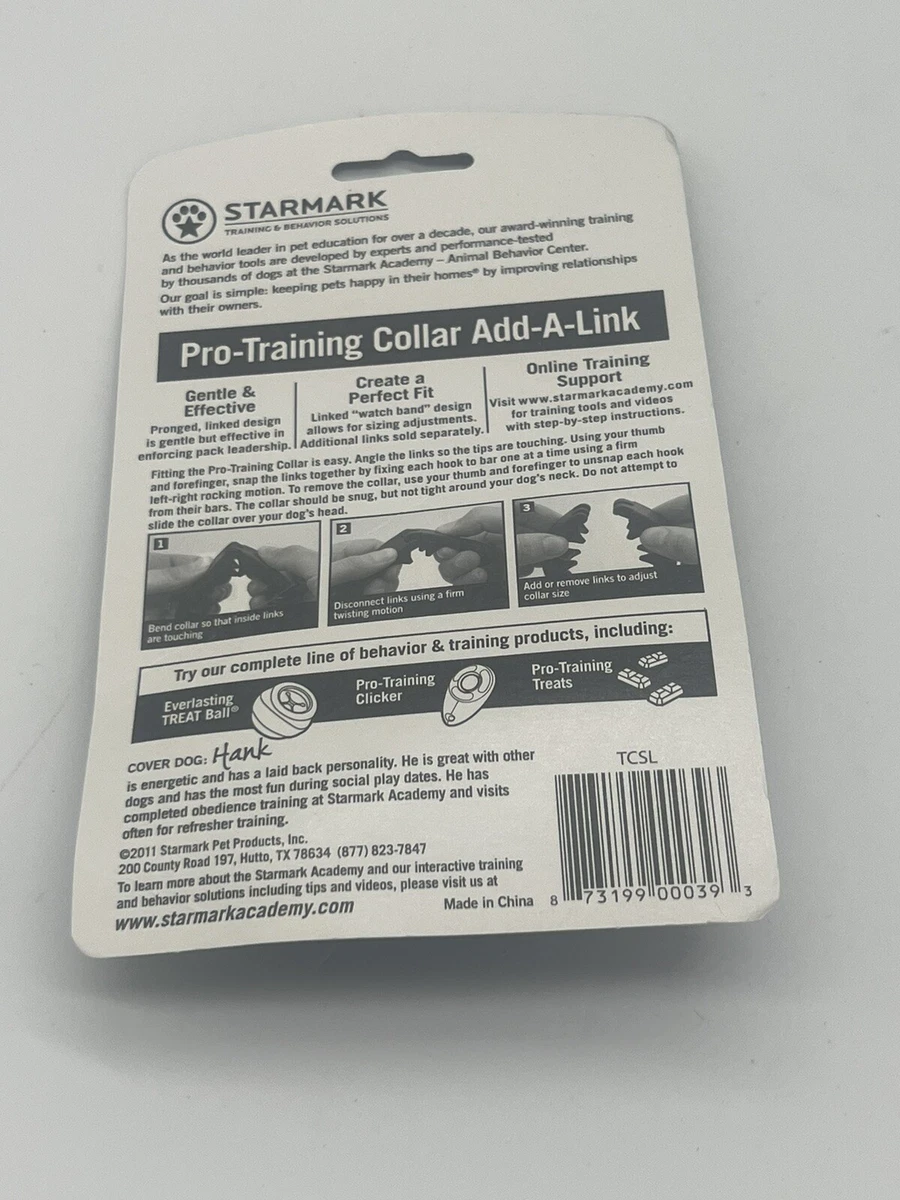 STARMARK
TRAINING & BEHAVIOR SOLUTIONS
As the world leader in pet education for over a decade, our award-winning training
and behavior tools are developed by experts and performance-tested
by thousands of dogs at the Starmark Academy – Animal Behavior Center.
Our goal is simple: keeping pets happy in their homes® by improving relationships
with their owners.
Pro-Training Collar Add-A-Link
Gentle &
Effective
Pronged, linked design
is gentle but effective in
enforcing pack leadership.
Create a
Perfect Fit
Linked "watch band" design
allows for sizing adjustments.
Additional links sold separately.
Online Training
Support
Visit www.starmarkacademy.com
for training tools and videos
with step-by-step instructions.
Fitting the Pro-Training Collar is easy. Angle the links so the tips are touching. Using your thumb
and forefinger, snap the links together by fixing each hook to bar one at a time using a firm
left-right rocking motion. To remove the collar, use your thumb and forefinger to unsnap each hook
from their bars. The collar should be snug, but not tight around your dog's neck. Do not attempt to
slide the collar over your dog's head.
1
Bend collar so that inside links
are touching
2
Disconnect links using a firm
twisting motion
3
Add or remove links to adjust
collar size
Try our complete line of behavior & training products, including:
Everlasting
TREAT Ball®
Pro-Training
Clicker
Pro-Training
Treats
COVER DOG: Hank
is energetic and has a laid back personality. He is great with other
dogs and has the most fun during social play dates. He has
completed obedience training at Starmark Academy and visits
often for refresher training.
©2011 Starmark Pet Products, Inc.
200 County Road 197, Hutto, TX 78634 (877) 823-7847
To learn more about the Starmark Academy and our interactive training
and behavior solutions including tips and videos, please visit us at
www.starmarkacademy.com
Made in China
TCSL
8 73199 00039 3